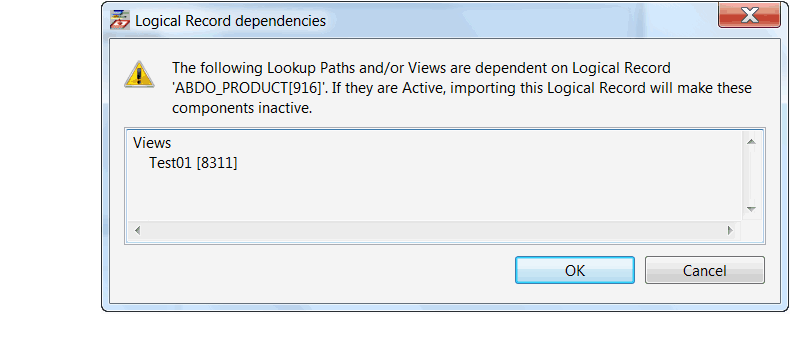 Logical Record dependencies
The following Lookup Paths and/or Views are dependent on Logical Record
'ABDO_PRODUCT[916]'. If they are Active, importing this Logical Record will make these
components inactive.
Views
Test01 [8311]
OK
Cancel